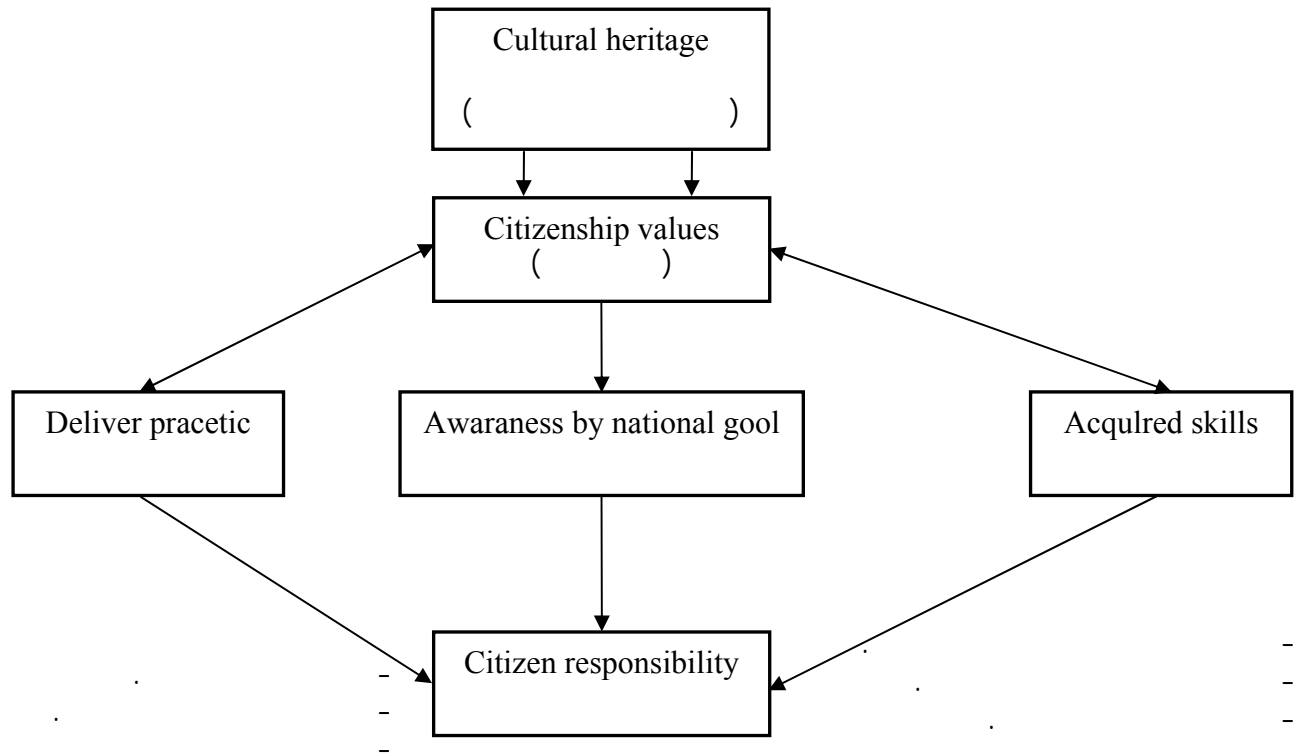 Cultural heritage
( )
Citizenship values
( )
Deliver pracetic
Awaraness by national gool
Acqulred skills
Citizen responsibility